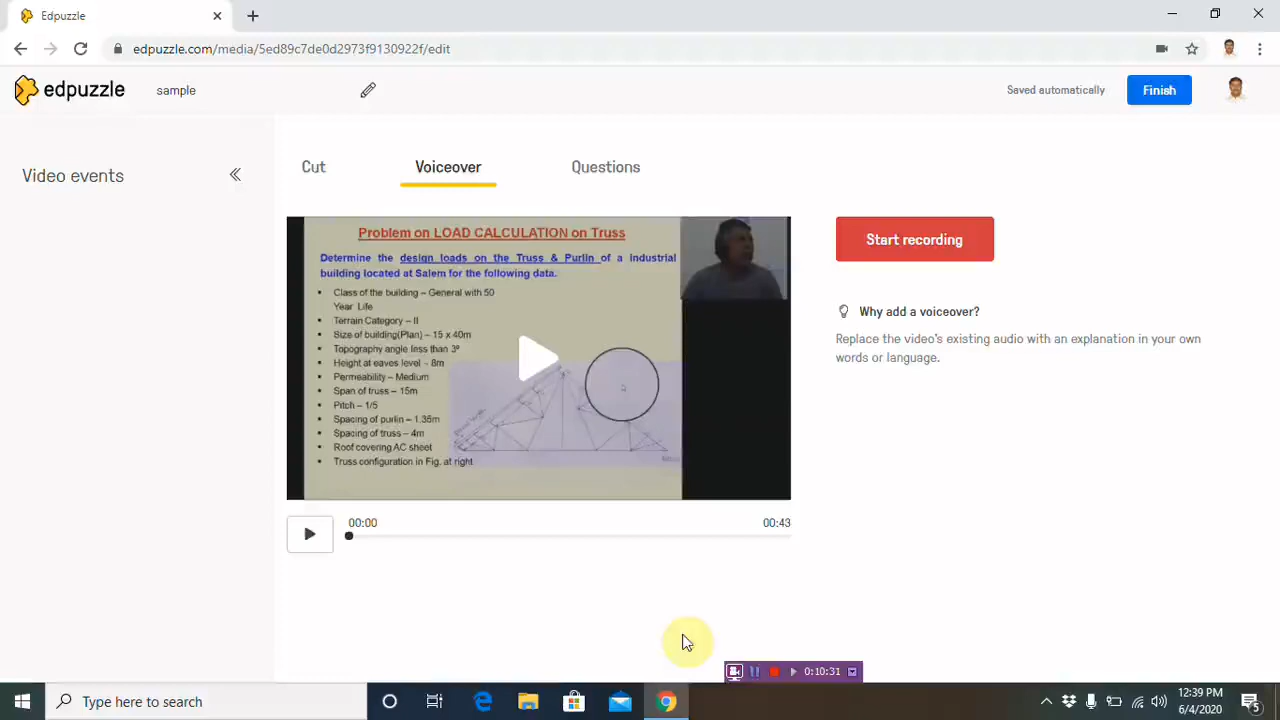 Edpuzzle
edpuzzle.com/media/5ed89c7de0d2973f9130922f/edit
edpuzzle
sample
Saved automatically
Finish
Video events
Cut
Voiceover
Questions
Problem on LOAD CALCULATION on Truss
Determine the design loads on the Truss & Purlin of a industrial
building located at Salem for the following data.
• Class of the building – General with 50
Year Life
• Terrain Category – II
• Size of building(Plan) – 15 x 40m
• Topography angle less than 3º
• Height at eaves level – 8m
• Permeability – Medium
• Span of truss – 15m
• Pitch – 1/5
• Spacing of purlin – 1.35m
• Spacing of truss – 4m
• Roof covering AC sheet
• Truss configuration in Fig. at right
00:00
00:43
Start recording
Why add a voiceover?
Replace the video's existing audio with an explanation in your own
words or language.
0:10:31
Type here to search
12:39 PM
6/4/2020
5